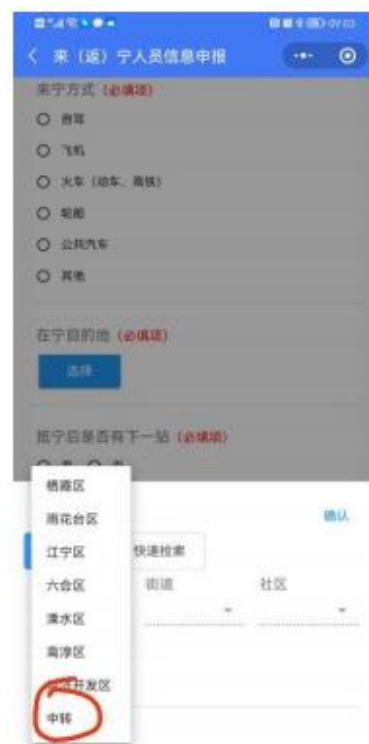 来（返）宁人员信息申报
来宁方式 (必填项)
自驾
飞机
火车（动车、高铁）
轮船
公共汽车
其他
在宁目的地 (必填项)
选择
抵宁后是否有下一站 (必填项)
栖霞区
雨花台区
确认
江宁区
快速检索
六合区
街道
社区
溧水区
高淳区
开发区
中转